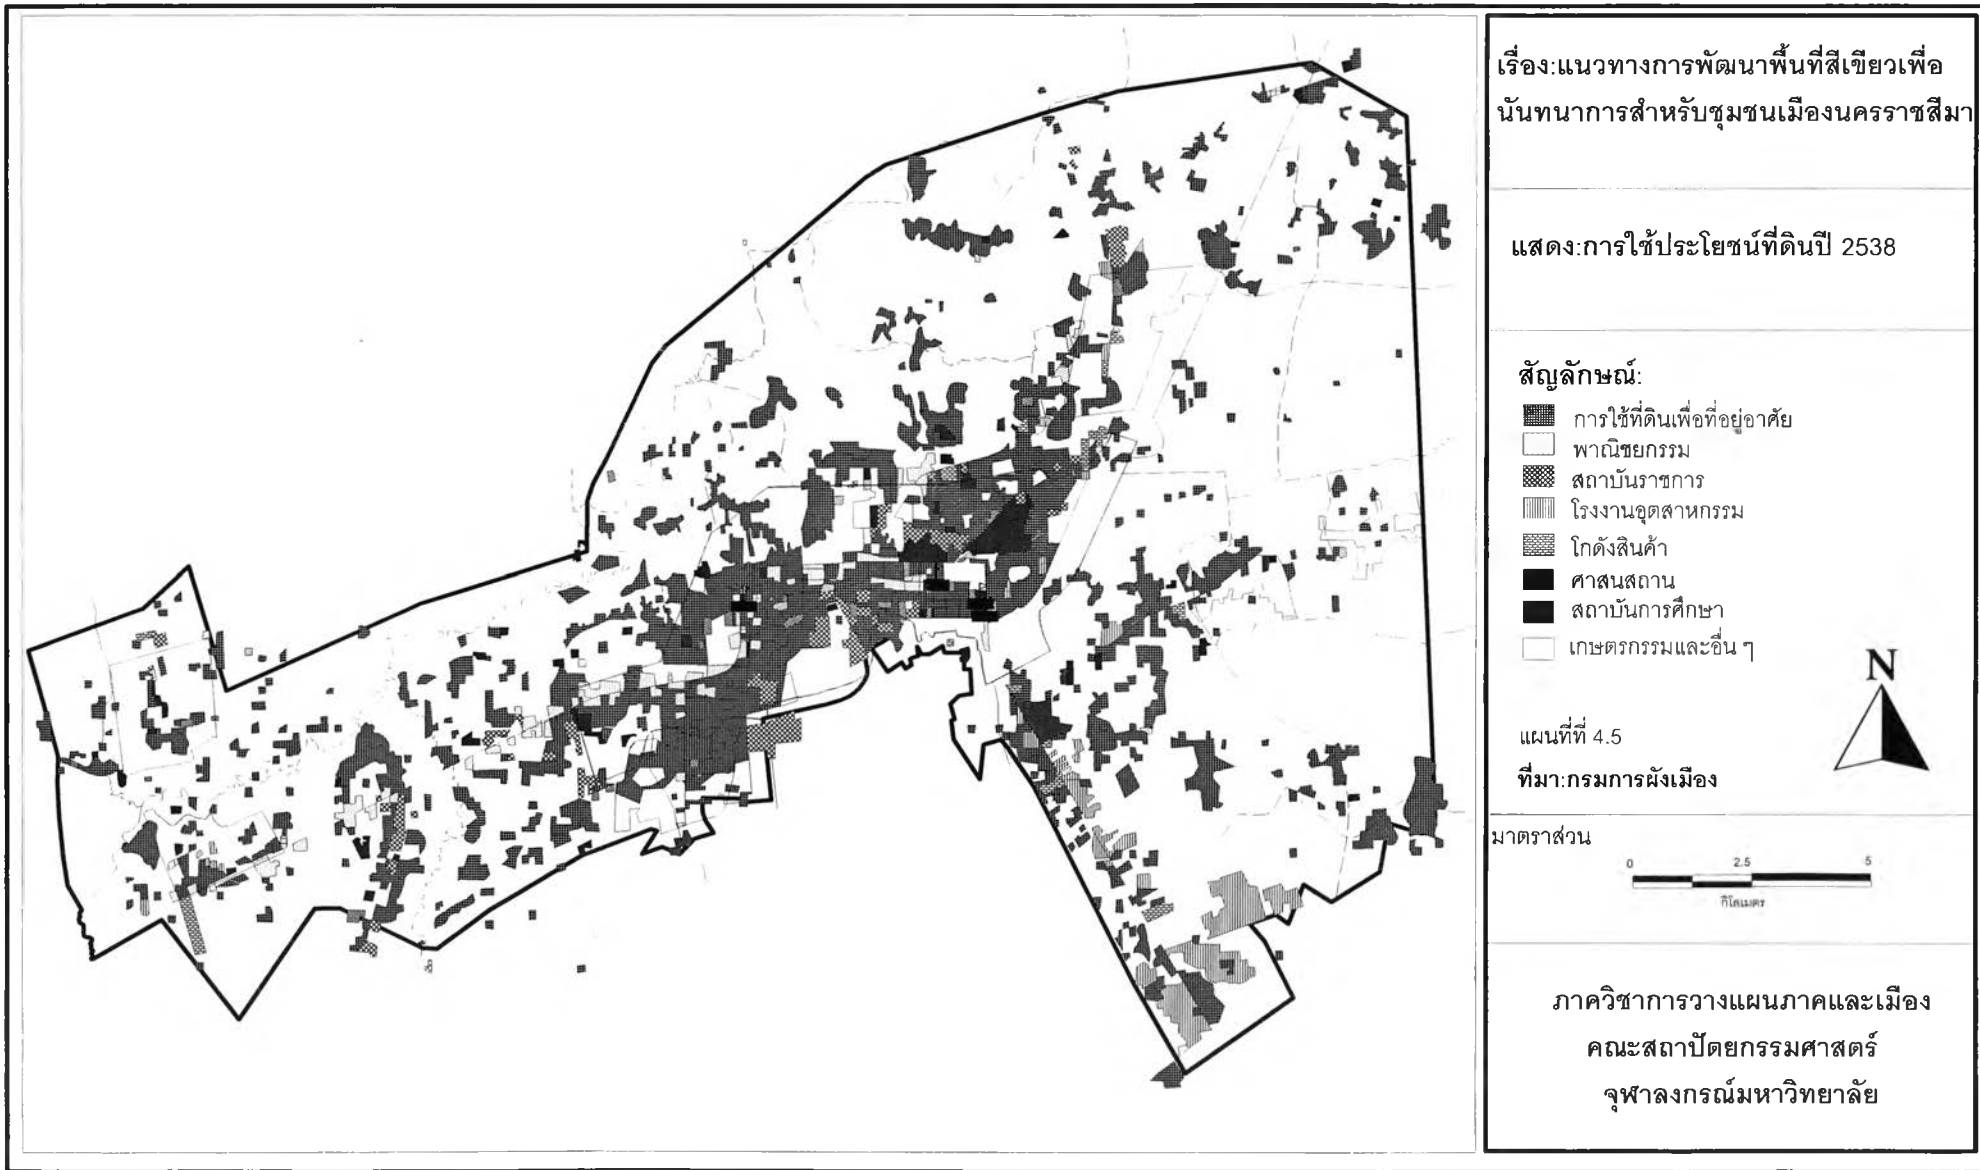 เรื่อง:แนวทางการพัฒนาพื้นที่สีเขียวเพื่อ
นันทนาการสำหรับชุมชนเมืองนครราชสีมา
แสดง:การใช้ประโยชน์ที่ดินปี 2538
สัญลักษณ์:
การใช้ที่ดินเพื่อที่อยู่อาศัย
พาณิชยกรรม
สถาบันราชการ
โรงงานอุตสาหกรรม
โกดังสินค้า
ศาสนสถาน
สถาบันการศึกษา
เกษตรกรรมและอื่น ๆ
N
แผนที่ที่ 4.5
ที่มา:กรมการผังเมือง
มาตราส่วน
0 2.5 5
กิโลเมตร
ภาควิชาการวางแผนภาคและเมือง
คณะสถาปัตยกรรมศาสตร์
จุฬาลงกรณ์มหาวิทยาลัย